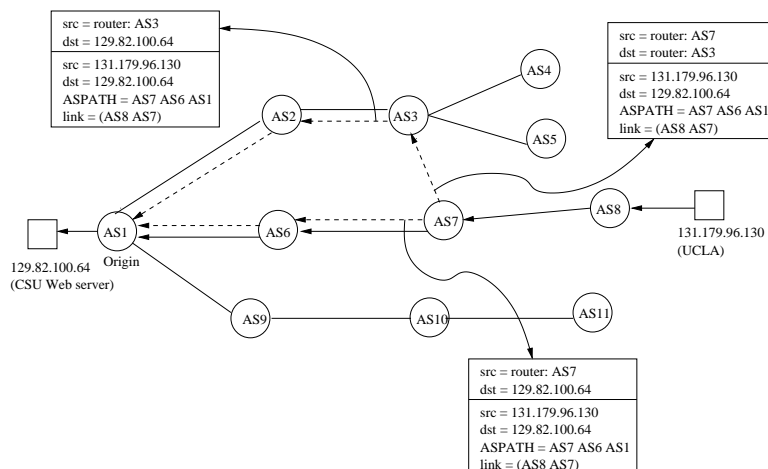 src = router: AS3
dst = 129.82.100.64
src = 131.179.96.130
dst = 129.82.100.64
ASPATH = AS7 AS6 AS1
link = (AS8 AS7)
src = router: AS7
dst = router: AS3
src = 131.179.96.130
dst = 129.82.100.64
ASPATH = AS7 AS6 AS1
link = (AS8 AS7)
AS4
AS2
AS3
AS5
AS8
AS7
AS1
AS6
Origin
131.179.96.130
(UCLA)
129.82.100.64
(CSU Web server)
AS9
AS10
AS11
src = router: AS7
dst = 129.82.100.64
src = 131.179.96.130
dst = 129.82.100.64
ASPATH = AS7 AS6 AS1
link = (AS8 AS7)